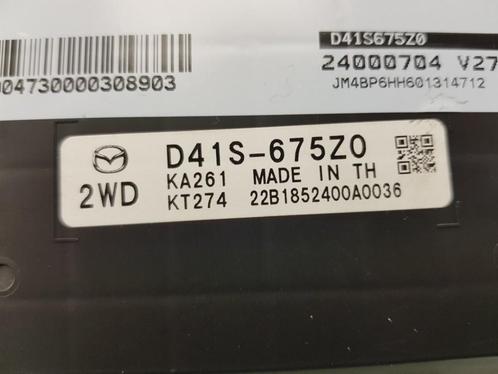 D41S675Z0
24000704 V27
JM4BP6HH601314712
04730000308903
D41S-675Z0
2WD
KA261 MADE IN TH
KT274 22B1852400A0036